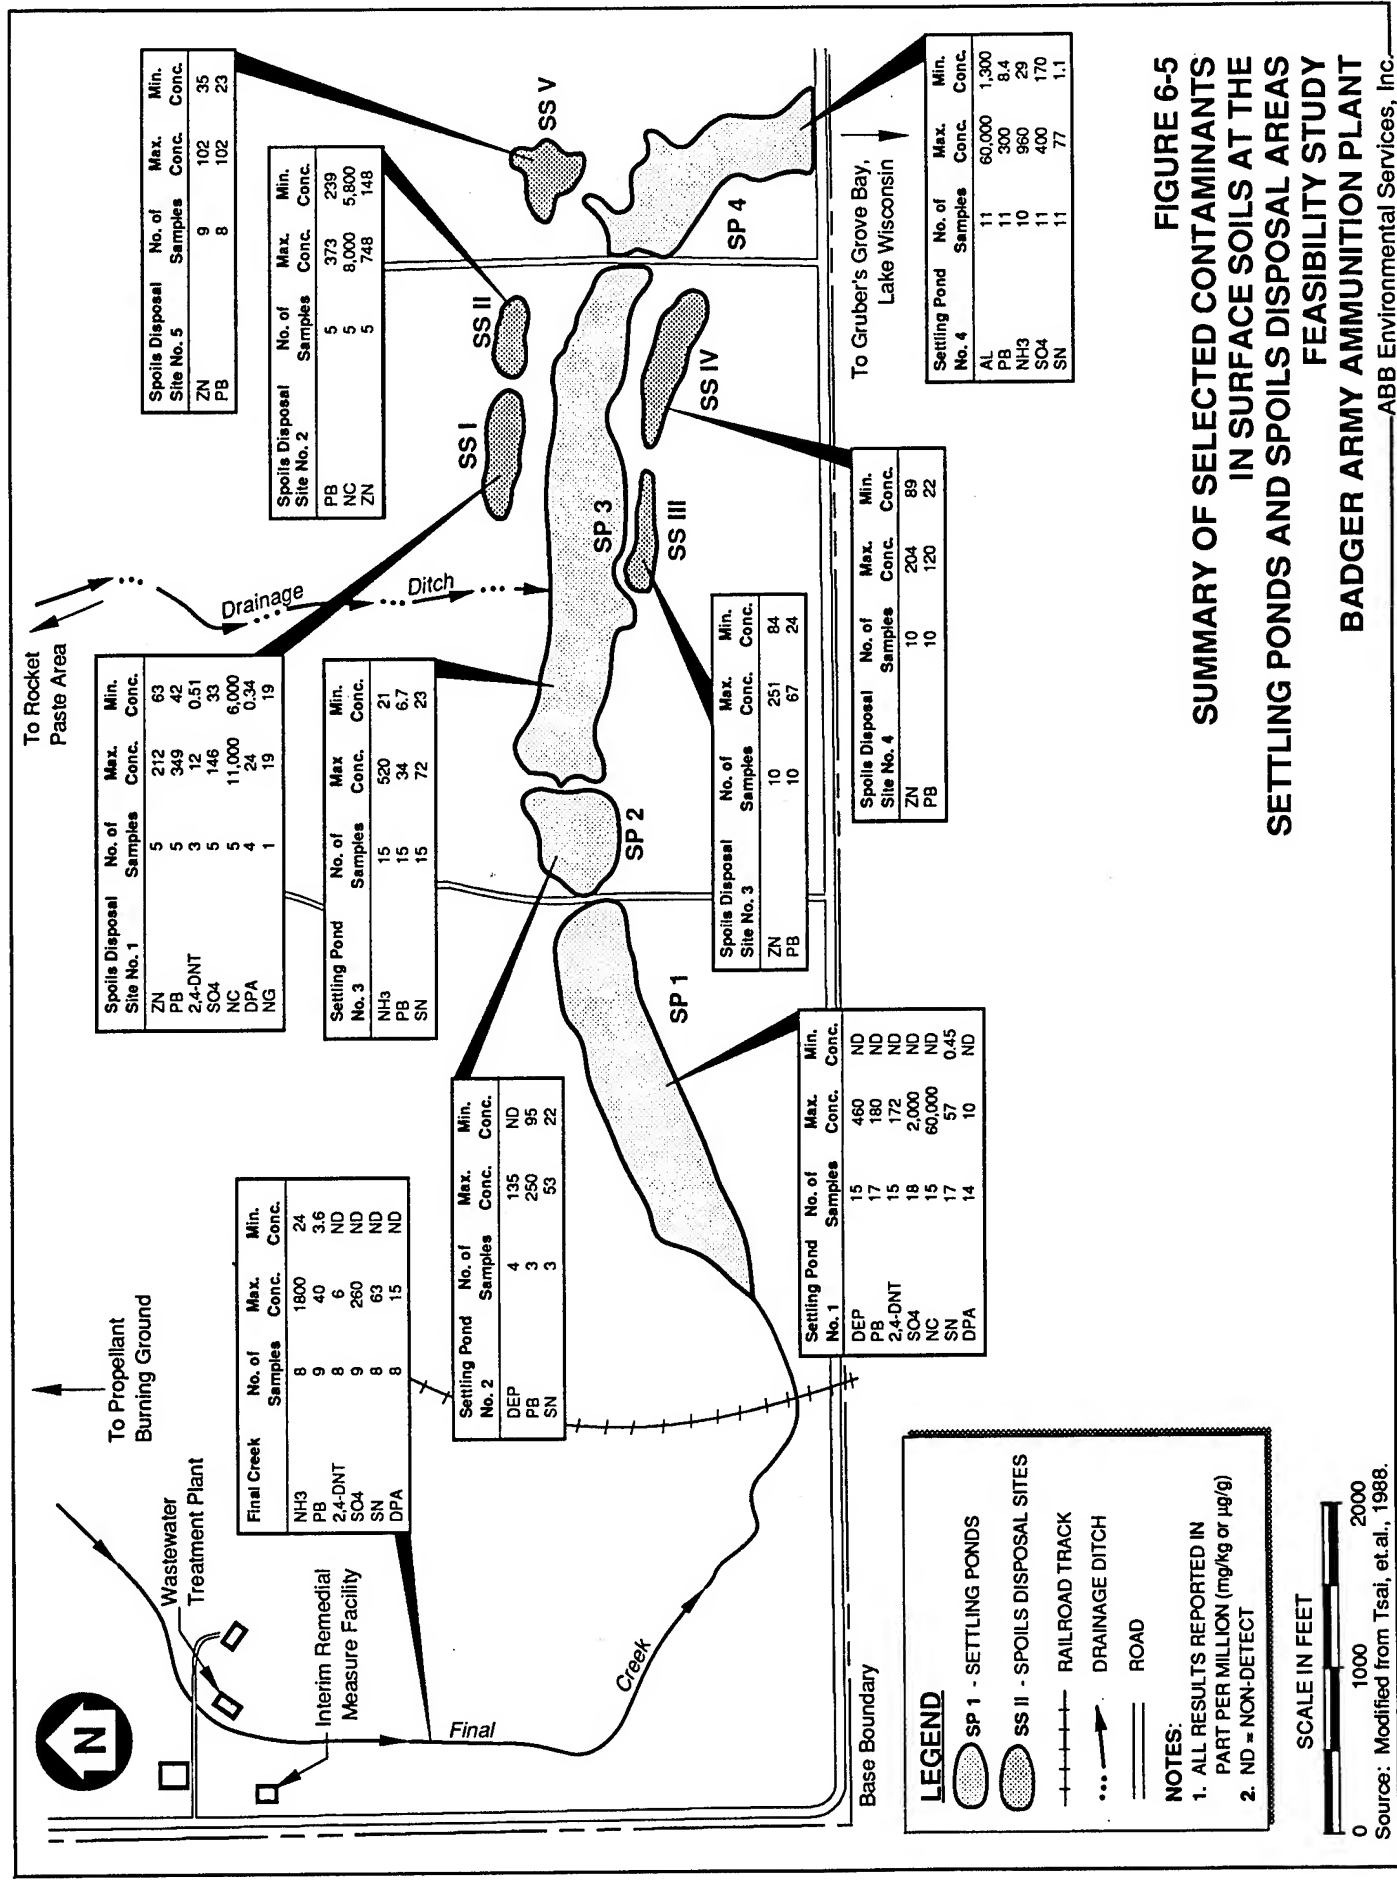 N
To Propellant
Burning Ground
Wastewater
Treatment Plant
Interim Remedial
Measure Facility
Final
Creek
Base Boundary
To Rocket
Paste Area
Drainage
Ditch
To Gruber's Grove Bay,
Lake Wisconsin
SP 1
SP 2
SP 3
SP 4
SS I
SS II
SS III
SS IV
SS V
Final Creek No. of Samples Max. Conc. Min. Conc.
NH3 8 1800 24
PB 9 40 3.6
2,4-DNT 8 6 ND
SO4 9 260 ND
SN 8 63 ND
DPA 8 15 ND
Settling Pond No. 2 No. of Samples Max. Conc. Min. Conc.
DEP 4 135 ND
PB 3 250 95
SN 3 53 22
Settling Pond No. 1 No. of Samples Max. Conc. Min. Conc.
DEP 15 460 ND
PB 17 180 ND
2,4-DNT 15 172 ND
SO4 18 2,000 ND
NC 15 60,000 ND
SN 17 57 0.45
DPA 14 10 ND
Spoils Disposal Site No. 1 No. of Samples Max. Conc. Min. Conc.
ZN 5 212 63
PB 5 349 42
2,4-DNT 3 12 0.51
SO4 5 146 33
NC 5 11,000 6,000
DPA 4 24 0.34
NG 1 19 19
Settling Pond No. 3 No. of Samples Max Conc. Min. Conc.
NH3 15 520 21
PB 15 34 6.7
SN 15 72 23
Spoils Disposal Site No. 3 No. of Samples Max. Conc. Min. Conc.
ZN 10 251 84
PB 10 67 24
Spoils Disposal Site No. 4 No. of Samples Max. Conc. Min. Conc.
ZN 10 204 89
PB 10 120 22
Spoils Disposal Site No. 2 No. of Samples Max. Conc. Min. Conc.
PB 5 373 239
NC 5 8,000 5,800
ZN 5 748 148
Spoils Disposal Site No. 5 No. of Samples Max. Conc. Min. Conc.
ZN 9 102 35
PB 8 102 23
Settling Pond No. 4 No. of Samples Max. Conc. Min. Conc.
AL 11 60,000 1,300
PB 11 300 8.4
NH3 10 960 29
SO4 11 400 170
SN 11 77 1.1
LEGEND
SP 1 - SETTLING PONDS
SS II - SPOILS DISPOSAL SITES
RAILROAD TRACK
DRAINAGE DITCH
ROAD
NOTES:
1. ALL RESULTS REPORTED IN
PART PER MILLION (mg/kg or µg/g)
2. ND = NON-DETECT
SCALE IN FEET
0 1000 2000
Source: Modified from Tsai, et.al., 1988.
FIGURE 6-5
SUMMARY OF SELECTED CONTAMINANTS
IN SURFACE SOILS AT THE
SETTLING PONDS AND SPOILS DISPOSAL AREAS
FEASIBILITY STUDY
BADGER ARMY AMMUNITION PLANT
ABB Environmental Services, Inc.